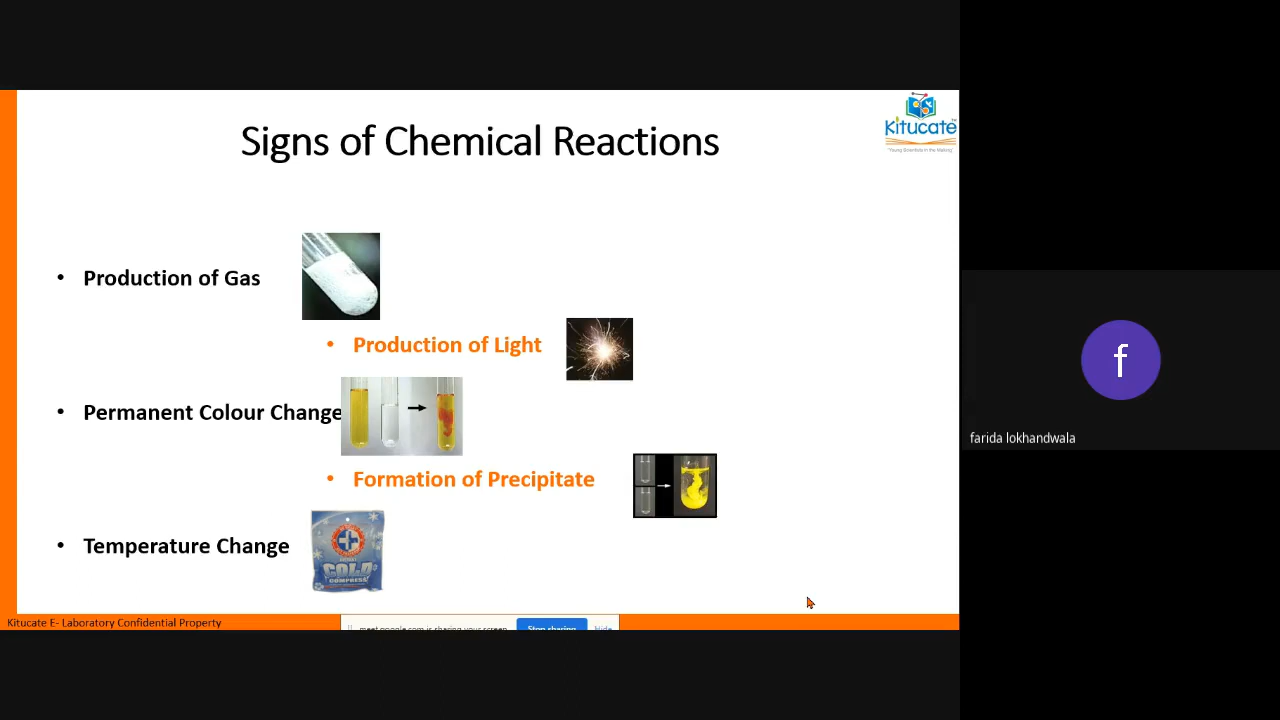 Signs of Chemical Reactions
Kitucate
"Young Scientists in the Making"
• Production of Gas
• Production of Light
• Permanent Colour Change
• Formation of Precipitate
• Temperature Change
COLD
COMPRESS
f
farida lokhandwala
Kitucate E- Laboratory Confidential Property
meet.google.com is sharing your screen.
Stop sharing
Hide